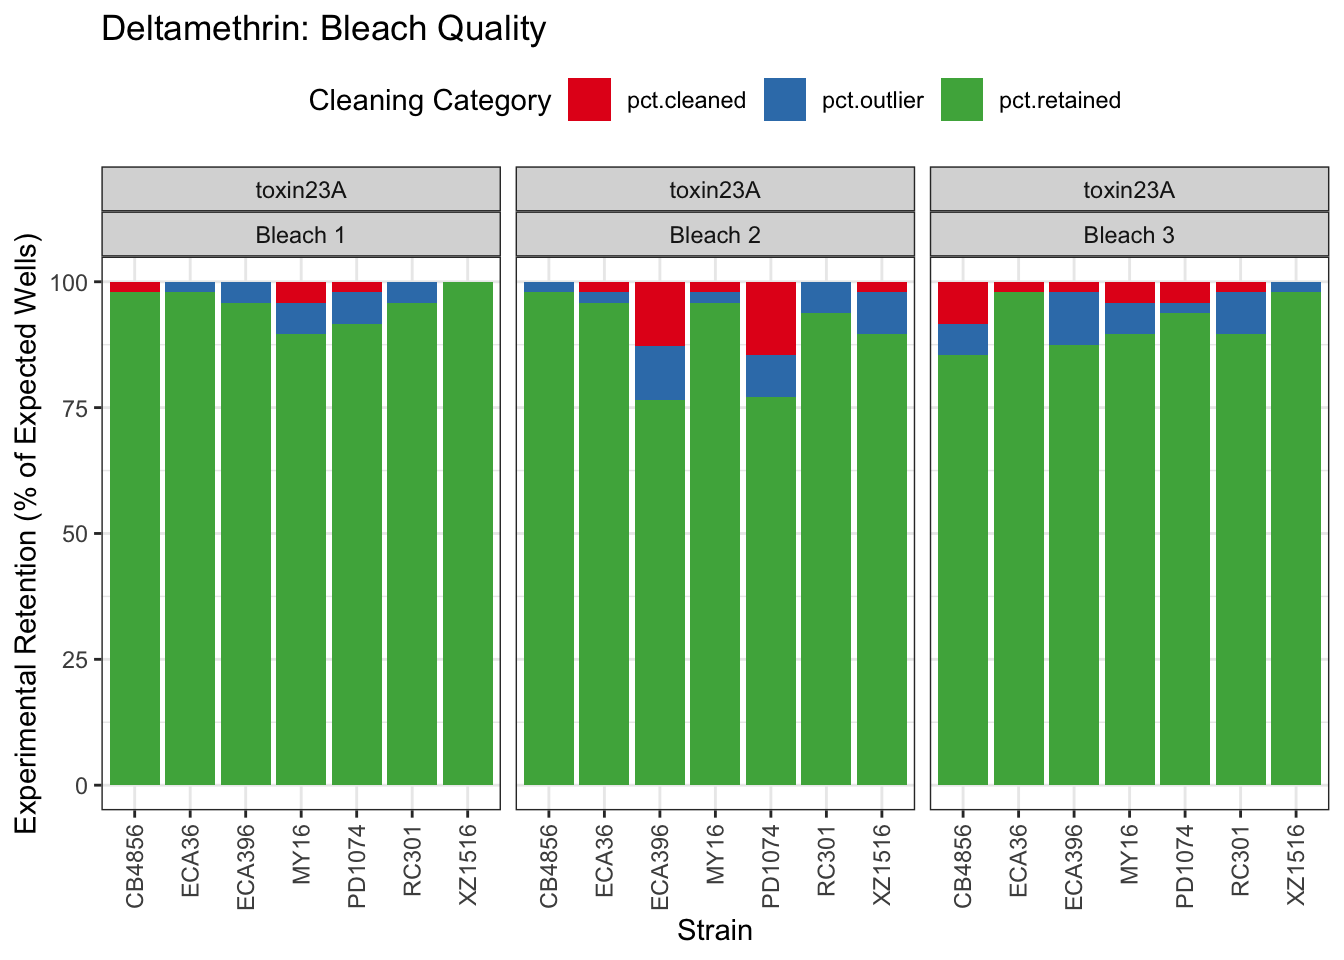 Deltamethrin: Bleach Quality
Cleaning Category pct.cleaned pct.outlier pct.retained
toxin23A toxin23A toxin23A
Bleach 1 Bleach 2 Bleach 3
Experimental Retention (% of Expected Wells)
100
75
50
25
0
CB4856 ECA36 ECA396 MY16 PD1074 RC301 XZ1516 CB4856 ECA36 ECA396 MY16 PD1074 RC301 XZ1516 CB4856 ECA36 ECA396 MY16 PD1074 RC301 XZ1516
Strain